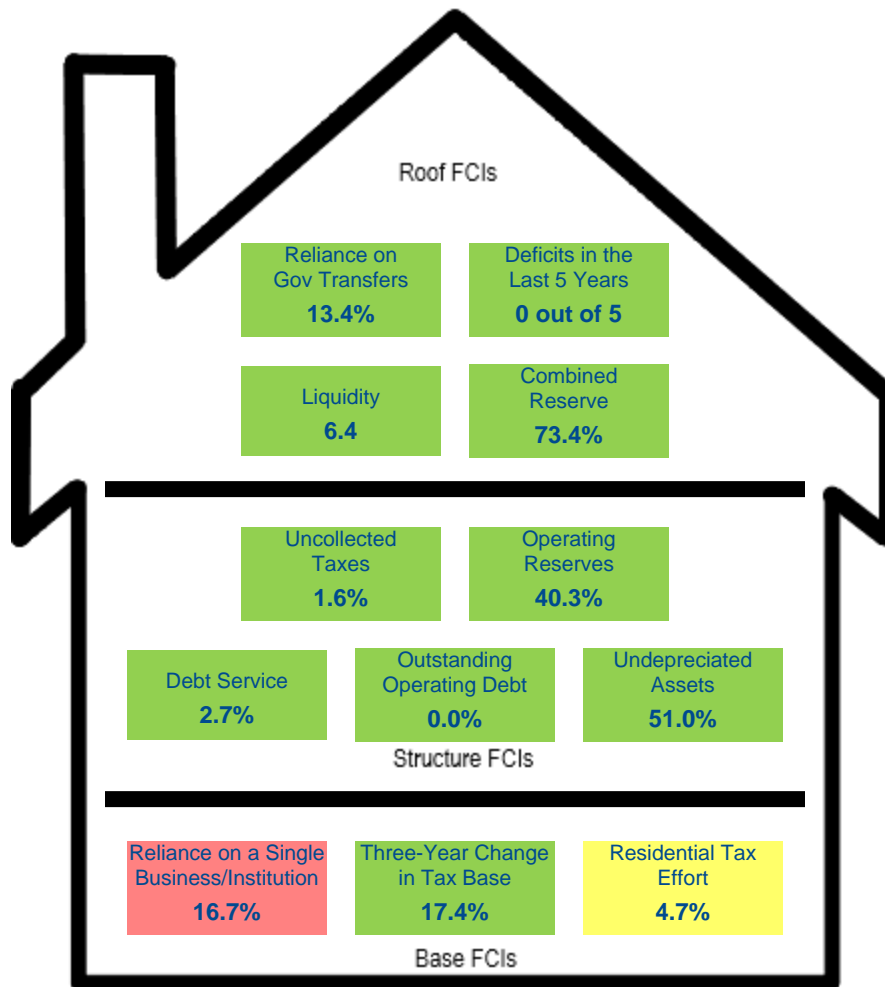 Roof FCIs
Reliance on
Gov Transfers
13.4%
Deficits in the
Last 5 Years
0 out of 5
Liquidity
6.4
Combined
Reserve
73.4%
Uncollected
Taxes
1.6%
Operating
Reserves
40.3%
Debt Service
2.7%
Outstanding
Operating Debt
0.0%
Undepreciated
Assets
51.0%
Structure FCIs
Reliance on a Single
Business/Institution
16.7%
Three-Year Change
in Tax Base
17.4%
Residential Tax
Effort
4.7%
Base FCIs